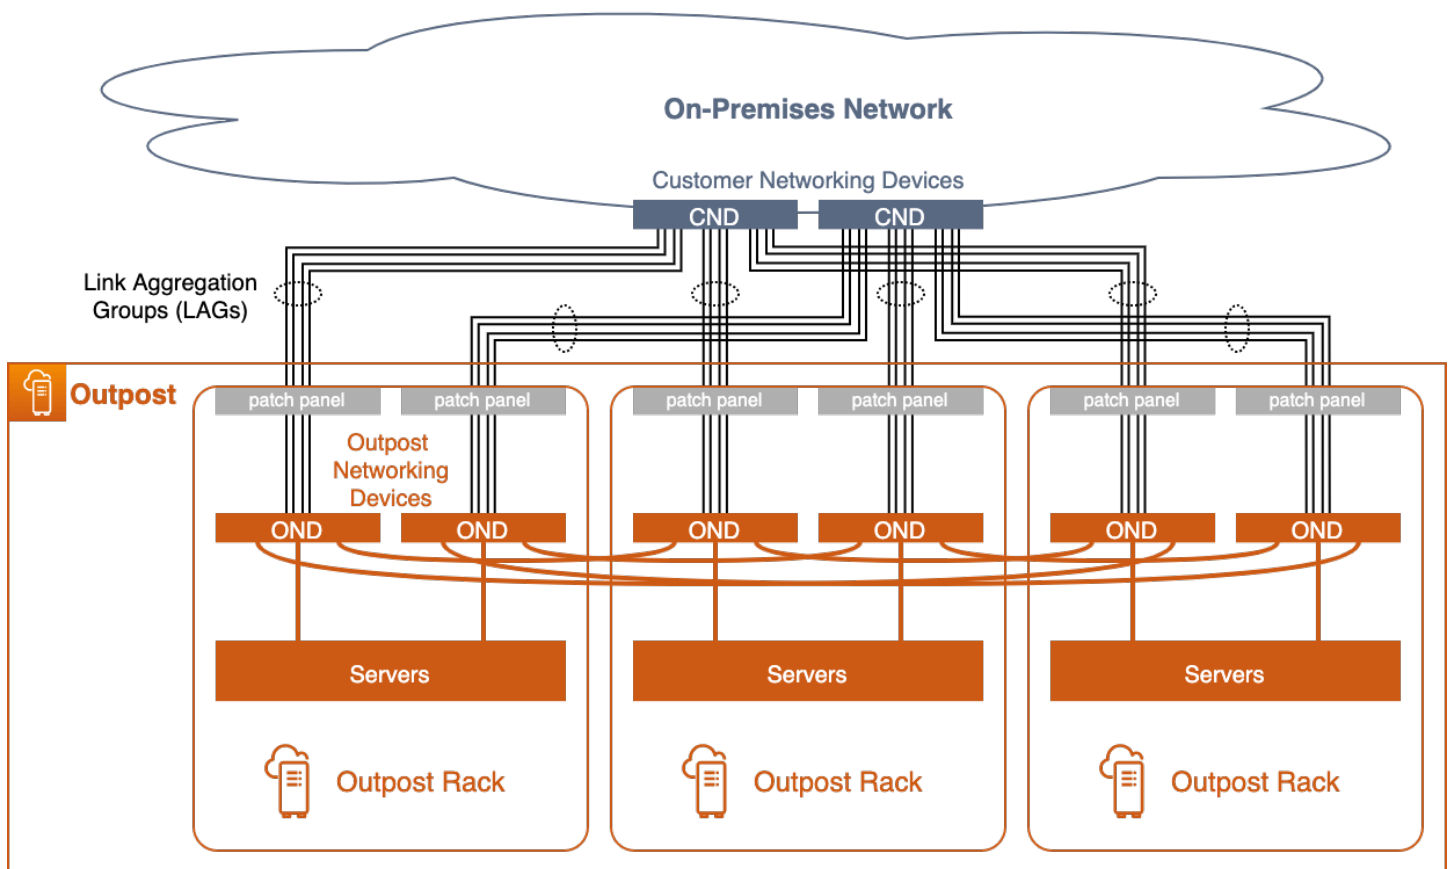 On-Premises Network
Customer Networking Devices
CND
CND
Link Aggregation
Groups (LAGs)
Outpost
patch panel
patch panel
patch panel
patch panel
patch panel
patch panel
Outpost
Networking
Devices
OND
OND
OND
OND
OND
OND
Servers
Servers
Servers
Outpost Rack
Outpost Rack
Outpost Rack